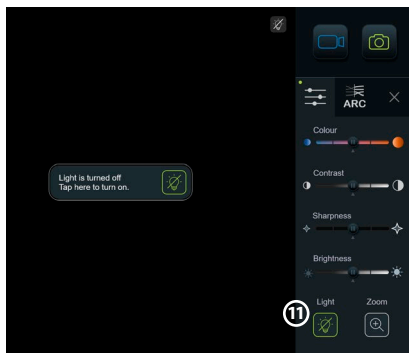 ARC
Colour
Contrast
Light is turned off
Tap here to turn on.
Sharpness
Brightness
Light Zoom
11